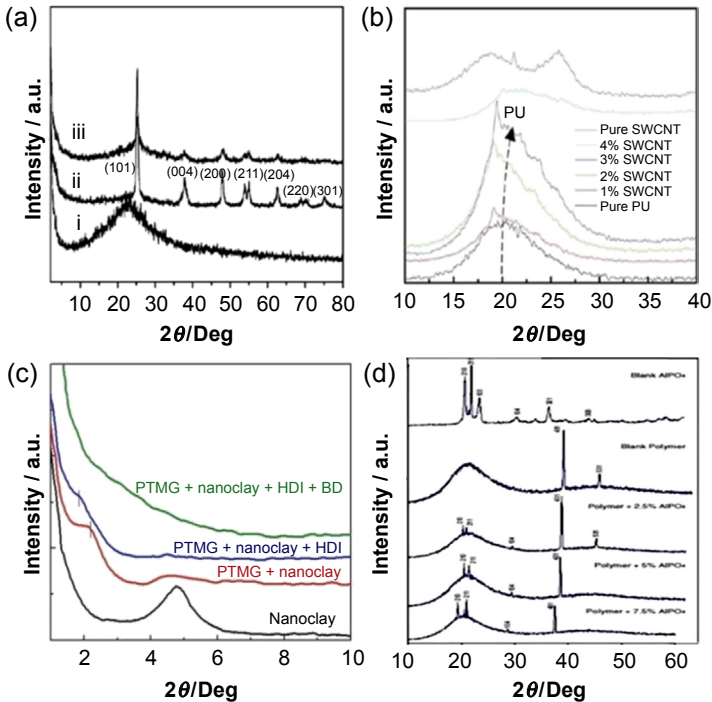 (a)
Intensity / a.u.
iii
ii
i
(101)
(004)
(200)
(211)
(204)
(220)
(301)
10 20 30 40 50 60 70 80
2θ/Deg
(b)
Intensity / a.u.
PU
Pure SWCNT
4% SWCNT
3% SWCNT
2% SWCNT
1% SWCNT
Pure PU
10 15 20 25 30 35 40
2θ/Deg
(c)
Intensity / a.u.
PTMG + nanoclay + HDI + BD
PTMG + nanoclay + HDI
PTMG + nanoclay
Nanoclay
2 4 6 8 10
2θ/Deg
(d)
Intensity / a.u.
Blank
Blank Polymer
Polymer + 2.5%
Polymer + 5%
Polymer + 7.5%
10 20 30 40 50 60
2θ/Deg